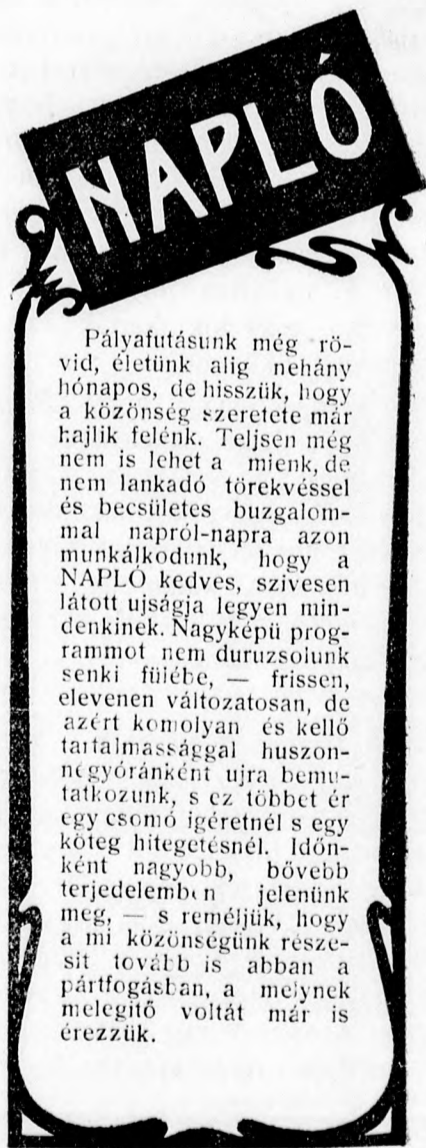 NAPLÓ
Pályafutásunk még rö-
vid, életünk alig nehány
hónapos, de hisszük, hogy
a közönség szeretete már
hajlik felénk. Teljsen még
nem is lehet a mienk, de
nem lankadó törekvéssel
és becsületes buzgalom-
mal napról-napra azon
munkálkodunk, hogy a
NAPLÓ kedves, szivesen
látott ujságja legyen min-
denkinek. Nagyképü prog-
rammot nem duruzsolunk
senki fülébe, — frissen,
elevenen változatosan, de
azért komolyan és kellő
tartalmassággal huszon-
négyóránként ujra bemu-
tatkozunk, s ez többet ér
egy csomó igéretnél s egy
köteg hitegetésnél. Időn-
ként nagyobb, bővebb
terjedelemben jelenünk
meg, — s reméljük, hogy
a mi közönségünk része-
sit tovább is abban a
pártfogásban, a melynek
melegitő voltát már is
érezzük.